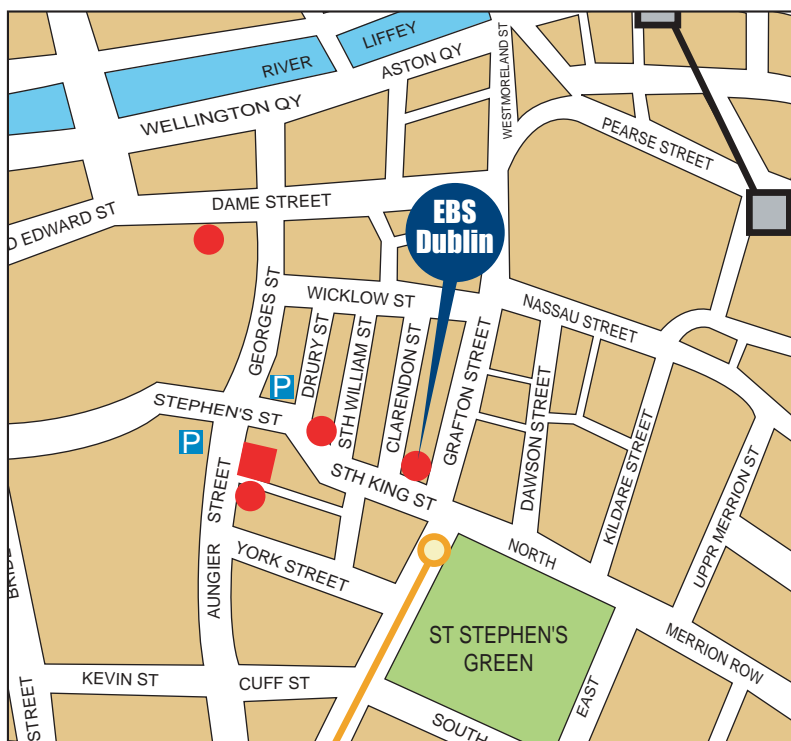 LIFFEY
RIVER
ASTON QY
WESTMORELAND ST
WELLINGTON QY
PEARSE STREET
DAME STREET
D EDWARD ST
EBS
Dublin
WICKLOW ST
NASSAU STREET
GEORGES ST
DRURY ST
STH WILLIAM ST
CLARENDON ST
GRAFTON STREET
DAWSON STREET
KILDARE STREET
UPPR MERRION ST
P
STEPHEN'S ST
P
STH KING ST
AUNGIER STREET
YORK STREET
NORTH
ST STEPHEN'S
GREEN
MERRION ROW
EAST
SOUTH
KEVIN ST
CUFF ST
BRIDE
STREET